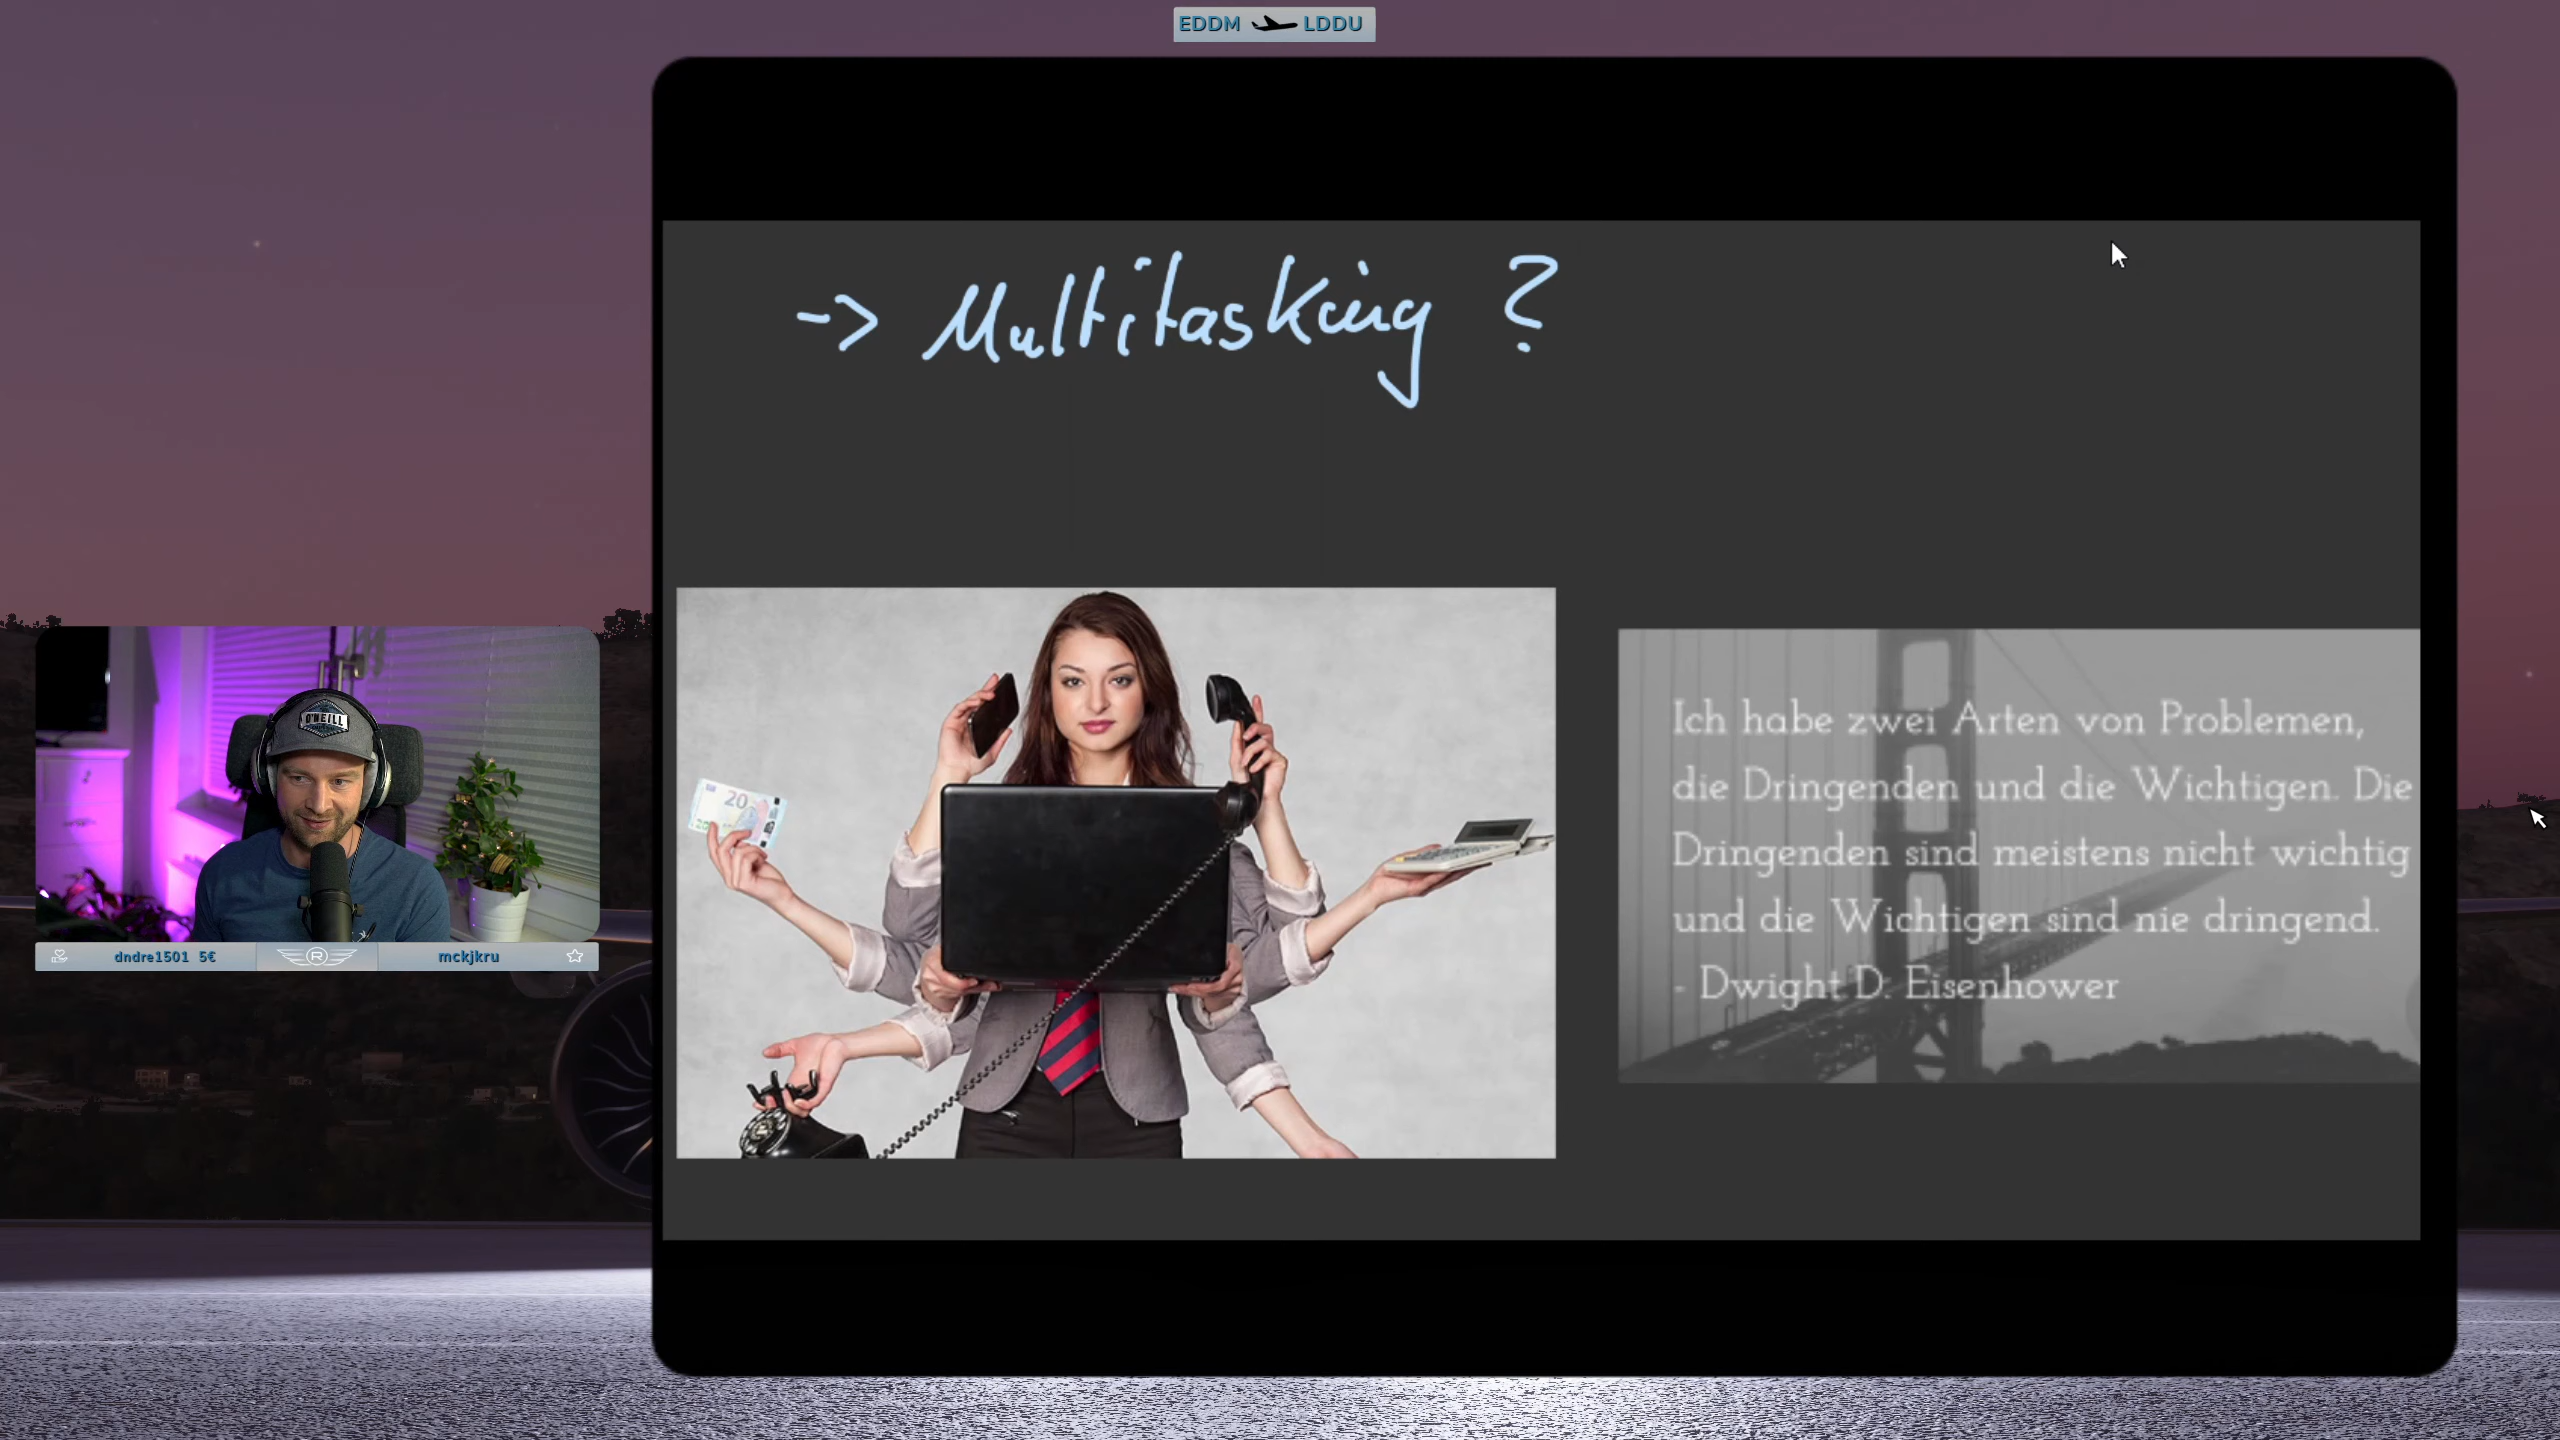 EDDM LDDU
-> Multitasking ?
20
O'NEILL
Ich habe zwei Arten von Problemen,
die Dringenden und die Wichtigen. Die
Dringenden sind meistens nicht wichtig
und die Wichtigen sind nie dringend.
- Dwight D. Eisenhower
dndre1501 5€ R mckjkru